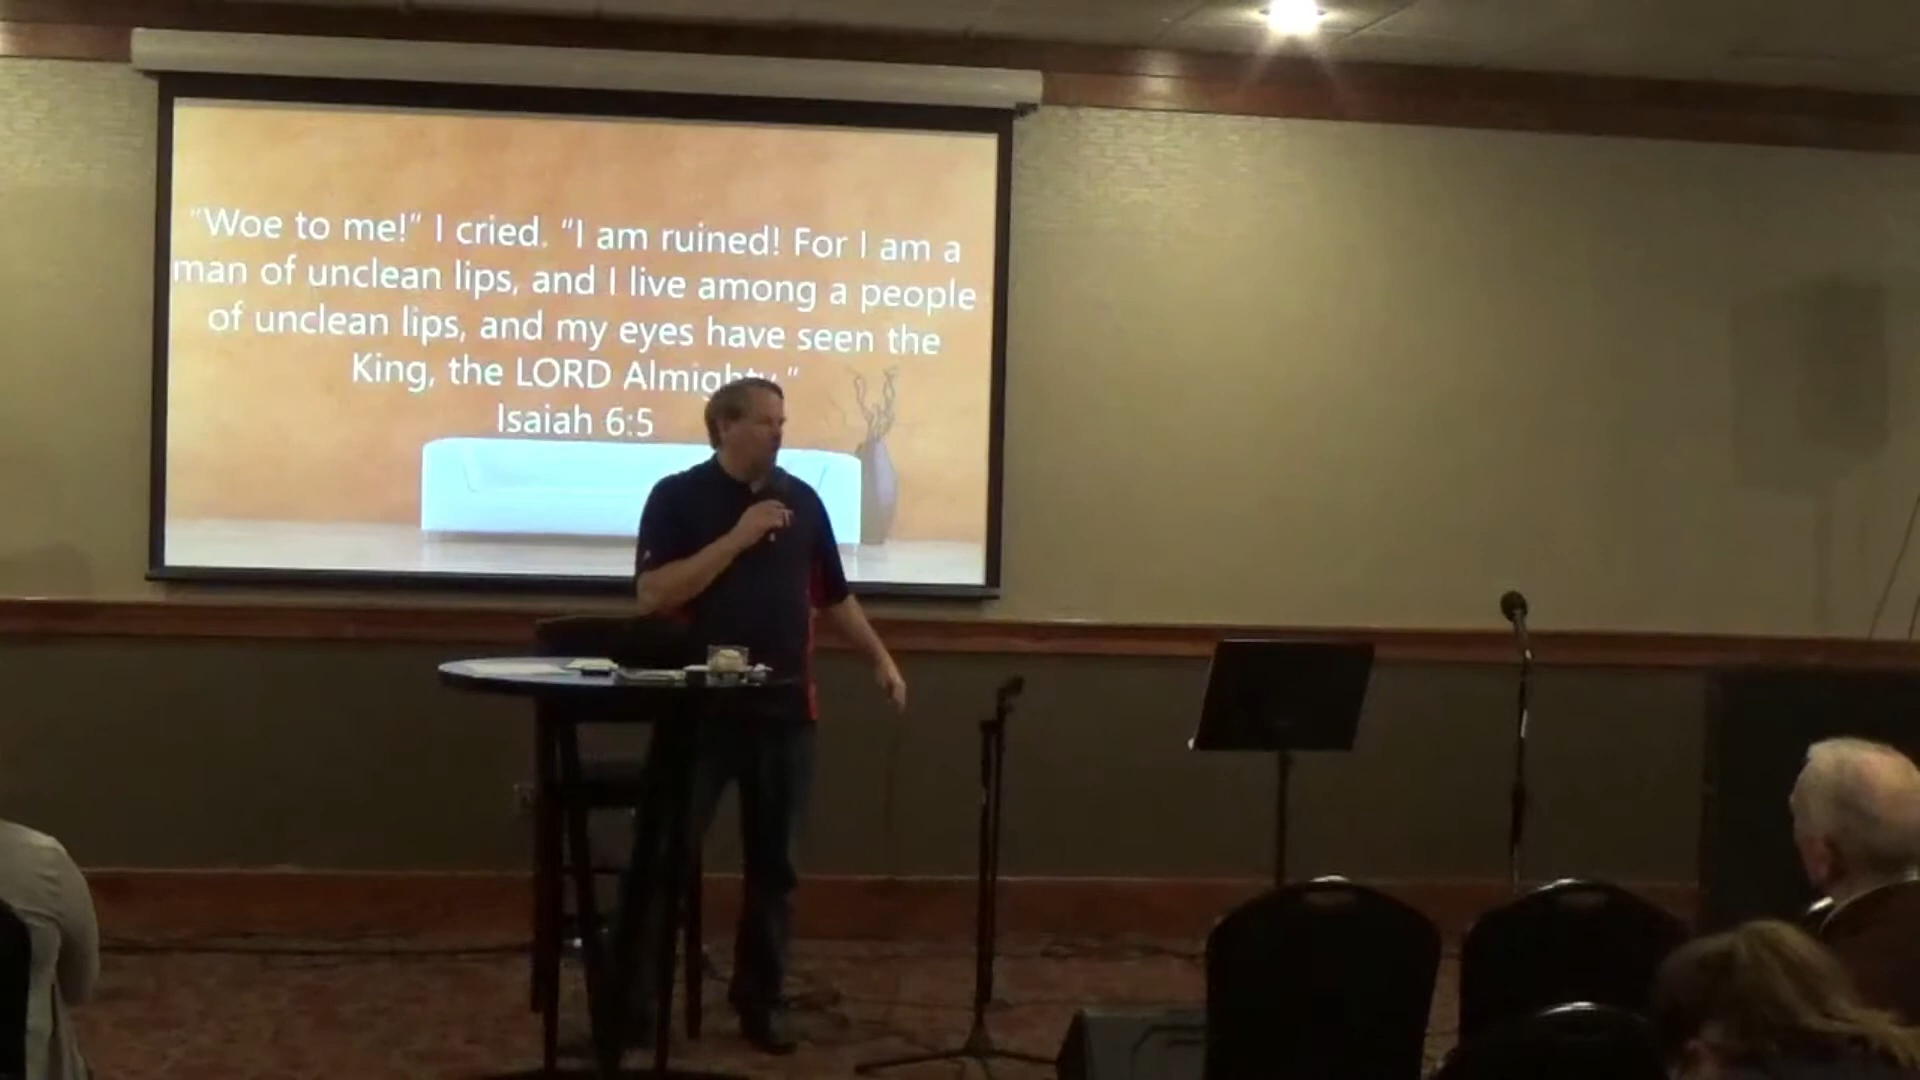 "Woe to me!" I cried. "I am ruined! For I am a
man of unclean lips, and I live among a people
of unclean lips, and my eyes have seen the
King, the LORD Almighty."
Isaiah 6:5